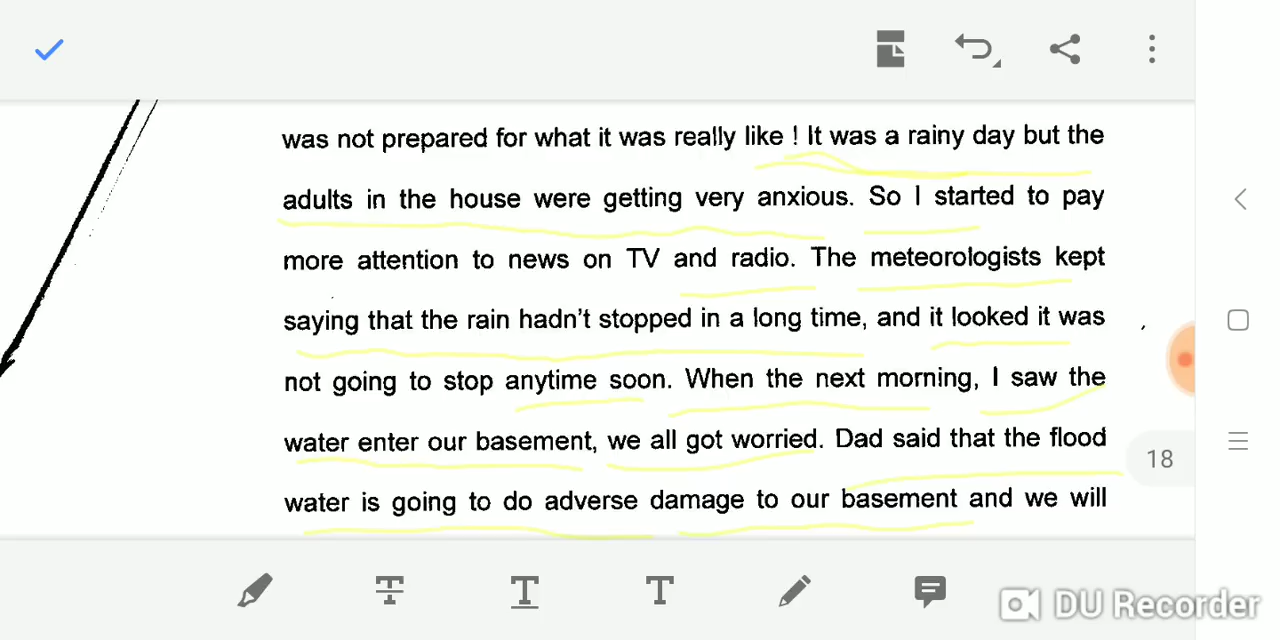 was not prepared for what it was really like ! It was a rainy day but the
adults in the house were getting very anxious. So I started to pay
more attention to news on TV and radio. The meteorologists kept
saying that the rain hadn't stopped in a long time, and it looked it was
not going to stop anytime soon. When the next morning, I saw the
water enter our basement, we all got worried. Dad said that the flood
18
water is going to do adverse damage to our basement and we will
T T T
DU Recorder